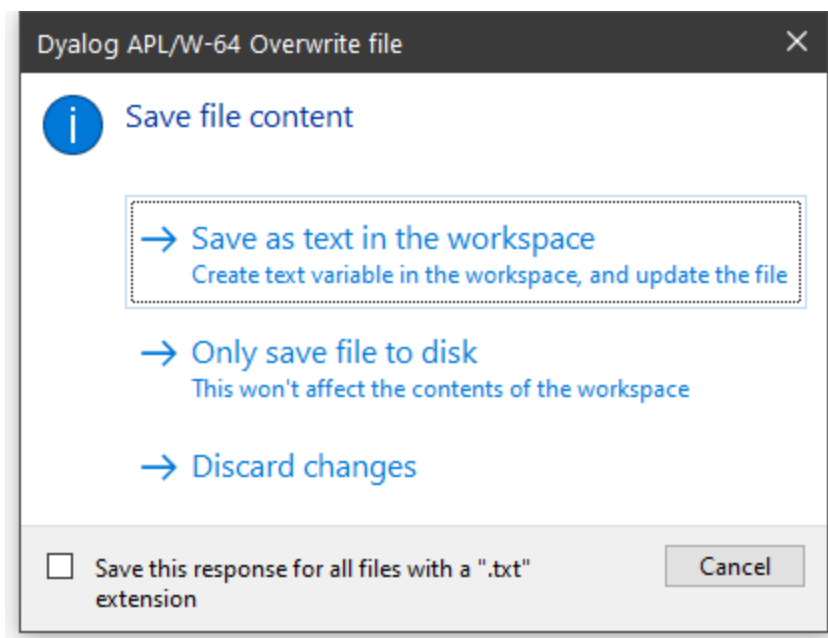 Dyalog APL/W-64 Overwrite file
Save file content
Save as text in the workspace
Create text variable in the workspace, and update the file
Only save file to disk
This won't affect the contents of the workspace
Discard changes
Save this response for all files with a ".txt"
extension
Cancel